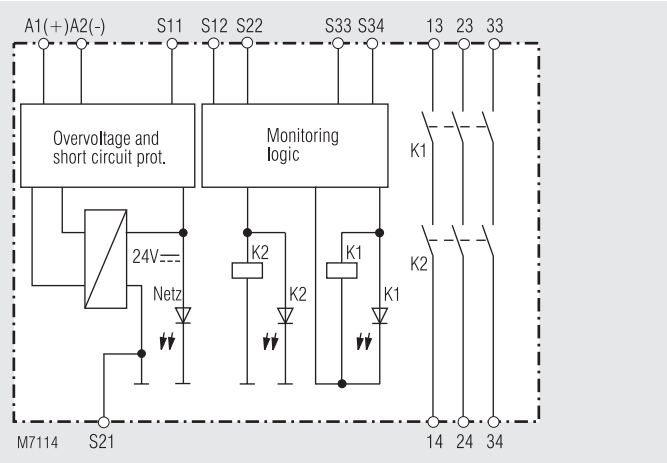 A1(+) A2(-) S11 S12 S22 S33 S34 13 23 33
Overvoltage and
short circuit prot.
Monitoring
logic
K1
24V
K2
K1
K2
Netz
K2
K1
M7114
S21
14 24 34